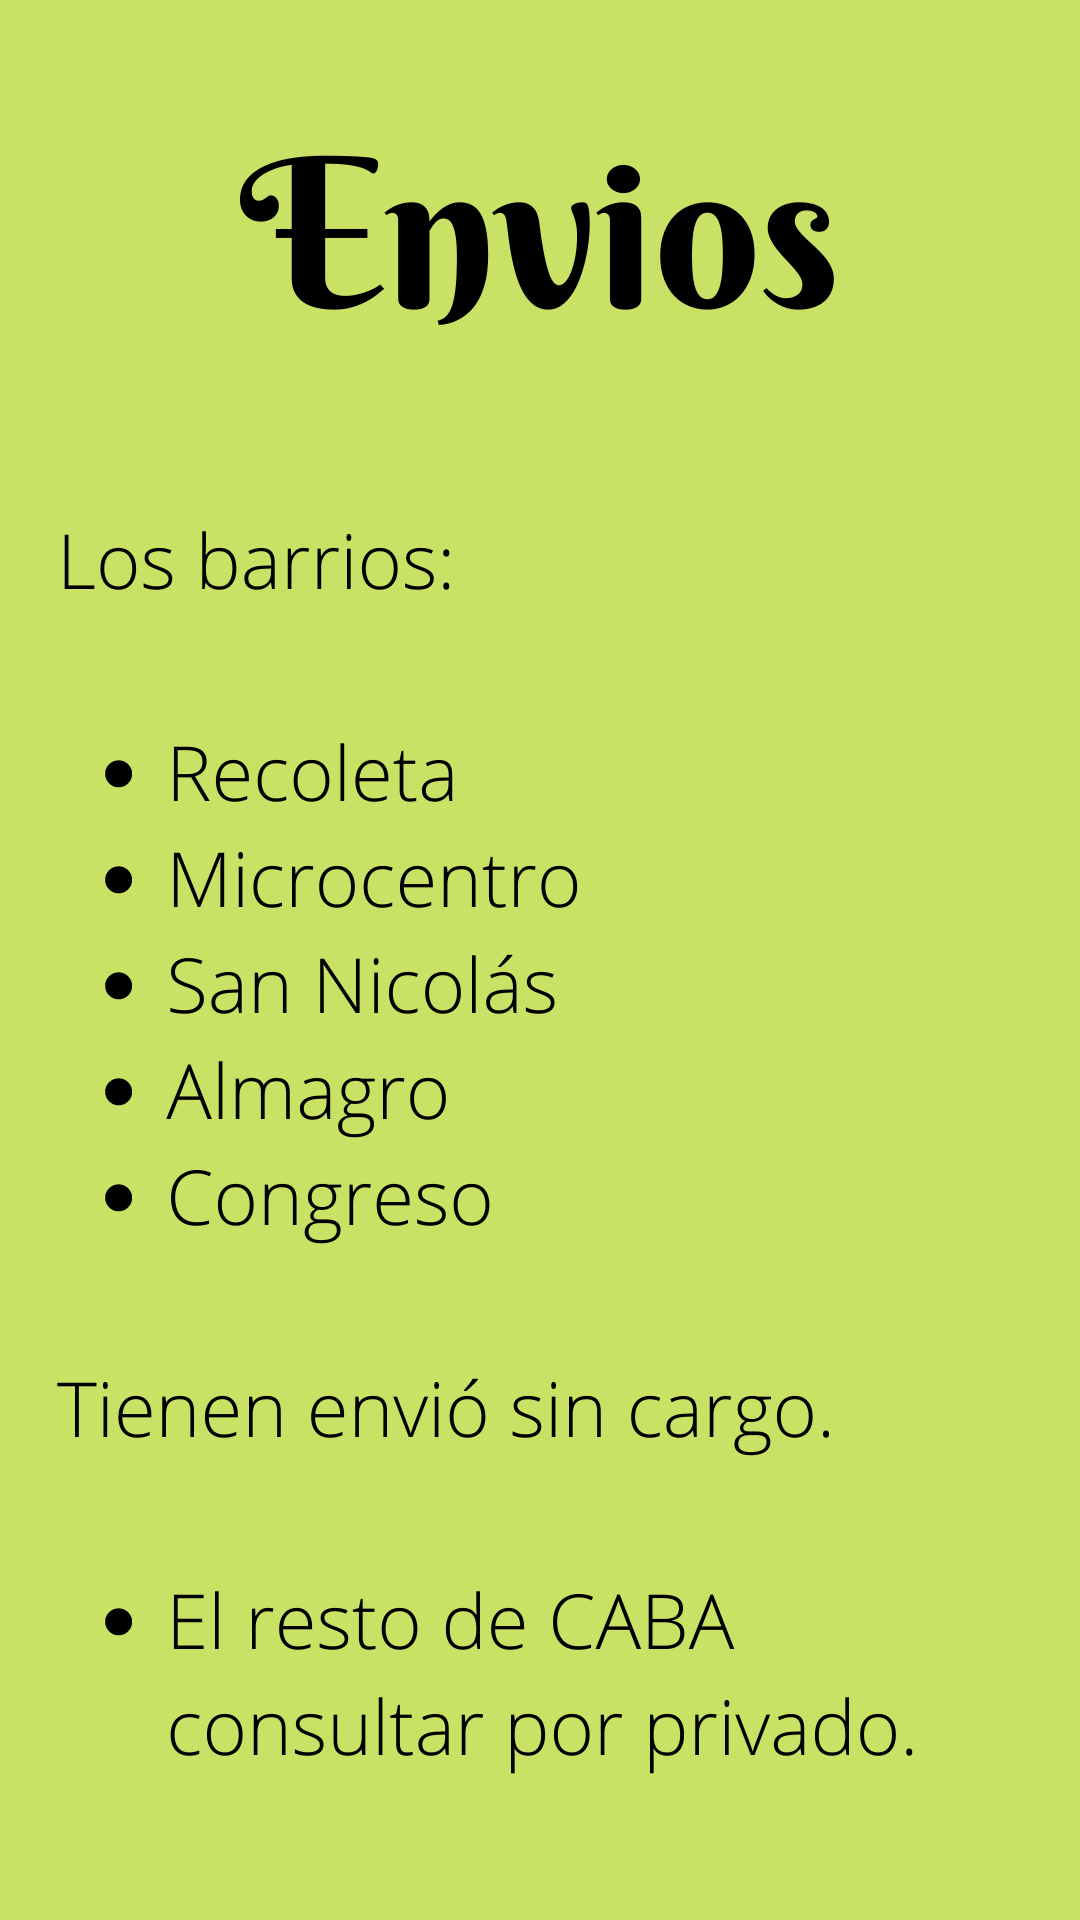 Envios
Los barrios:
• Recoleta
• Microcentro
• San Nicolás
• Almagro
• Congreso
Tienen envió sin cargo.
• El resto de CABA
consultar por privado.